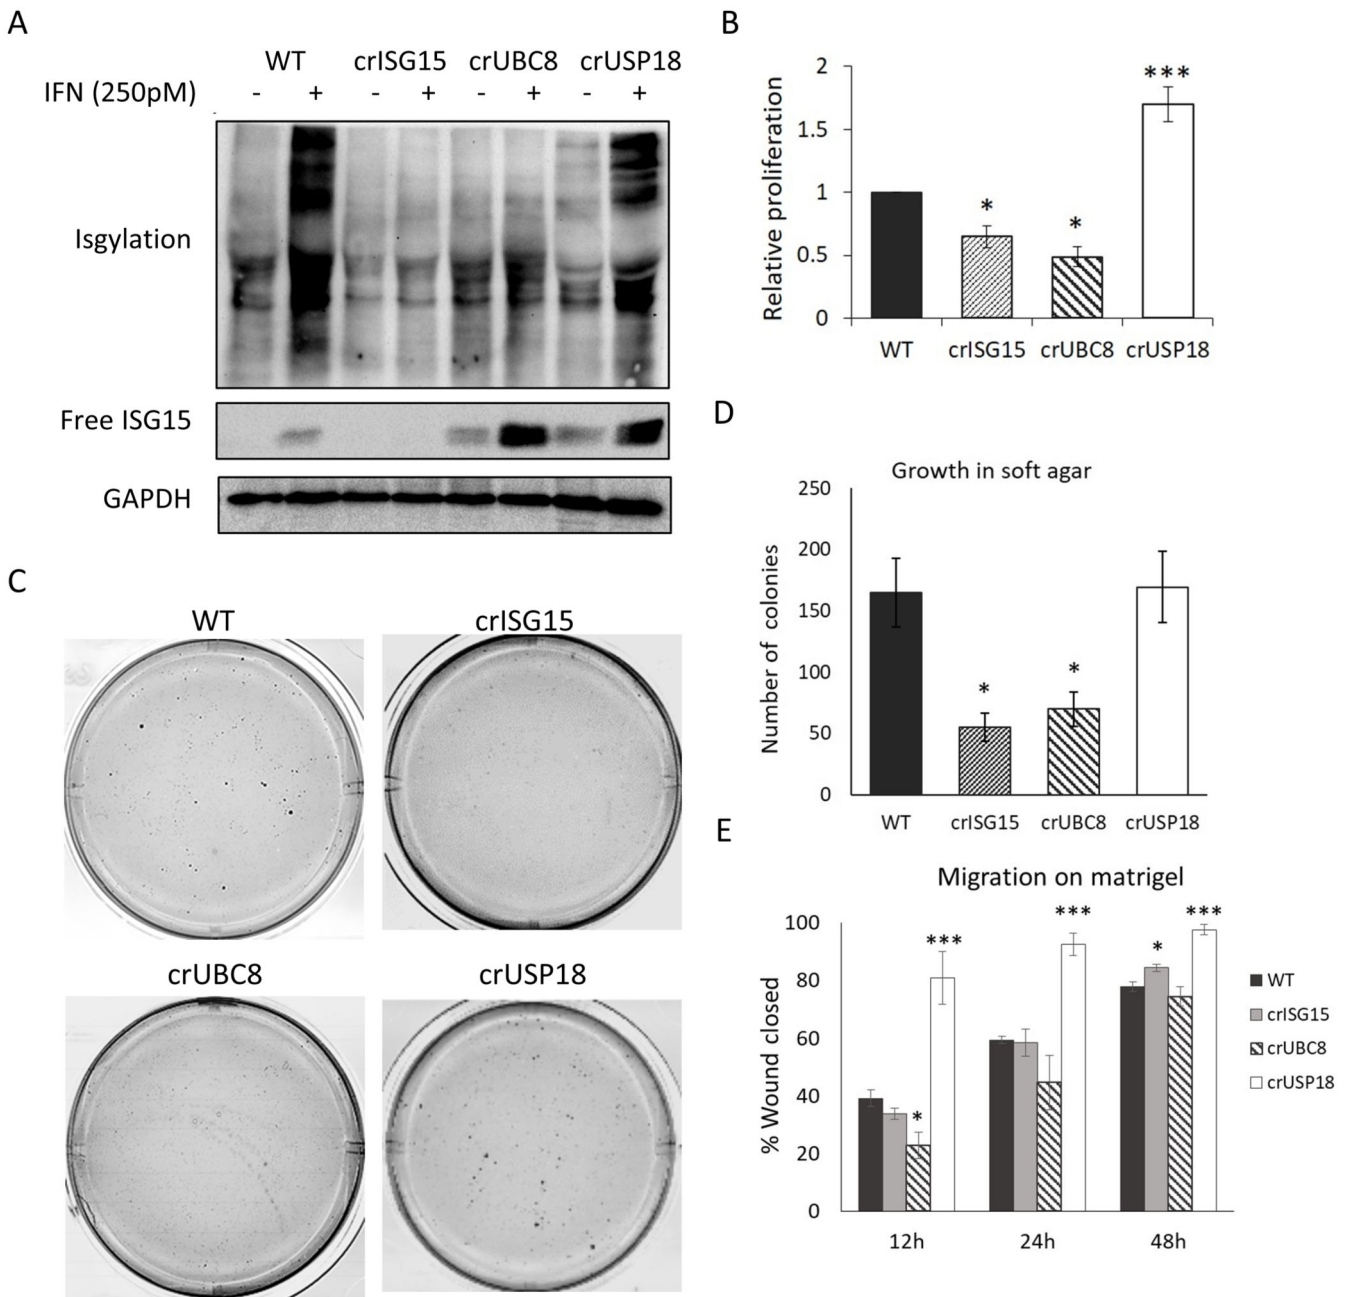 A
WT crISG15 crUBC8 crUSP18
IFN (250pM) - + - + - + - +
Isgylation
Free ISG15
GAPDH
B
Relative proliferation
2
1.5
1
0.5
0
* * ***
WT crISG15 crUBC8 crUSP18
C
WT crISG15
crUBC8 crUSP18
D
Growth in soft agar
Number of colonies
250
200
150
100
50
0
* *
WT crISG15 crUBC8 crUSP18
E
Migration on matrigel
% Wound closed
100
80
60
40
20
0
* *** *** * ***
12h 24h 48h
WT
crISG15
crUBC8
crUSP18